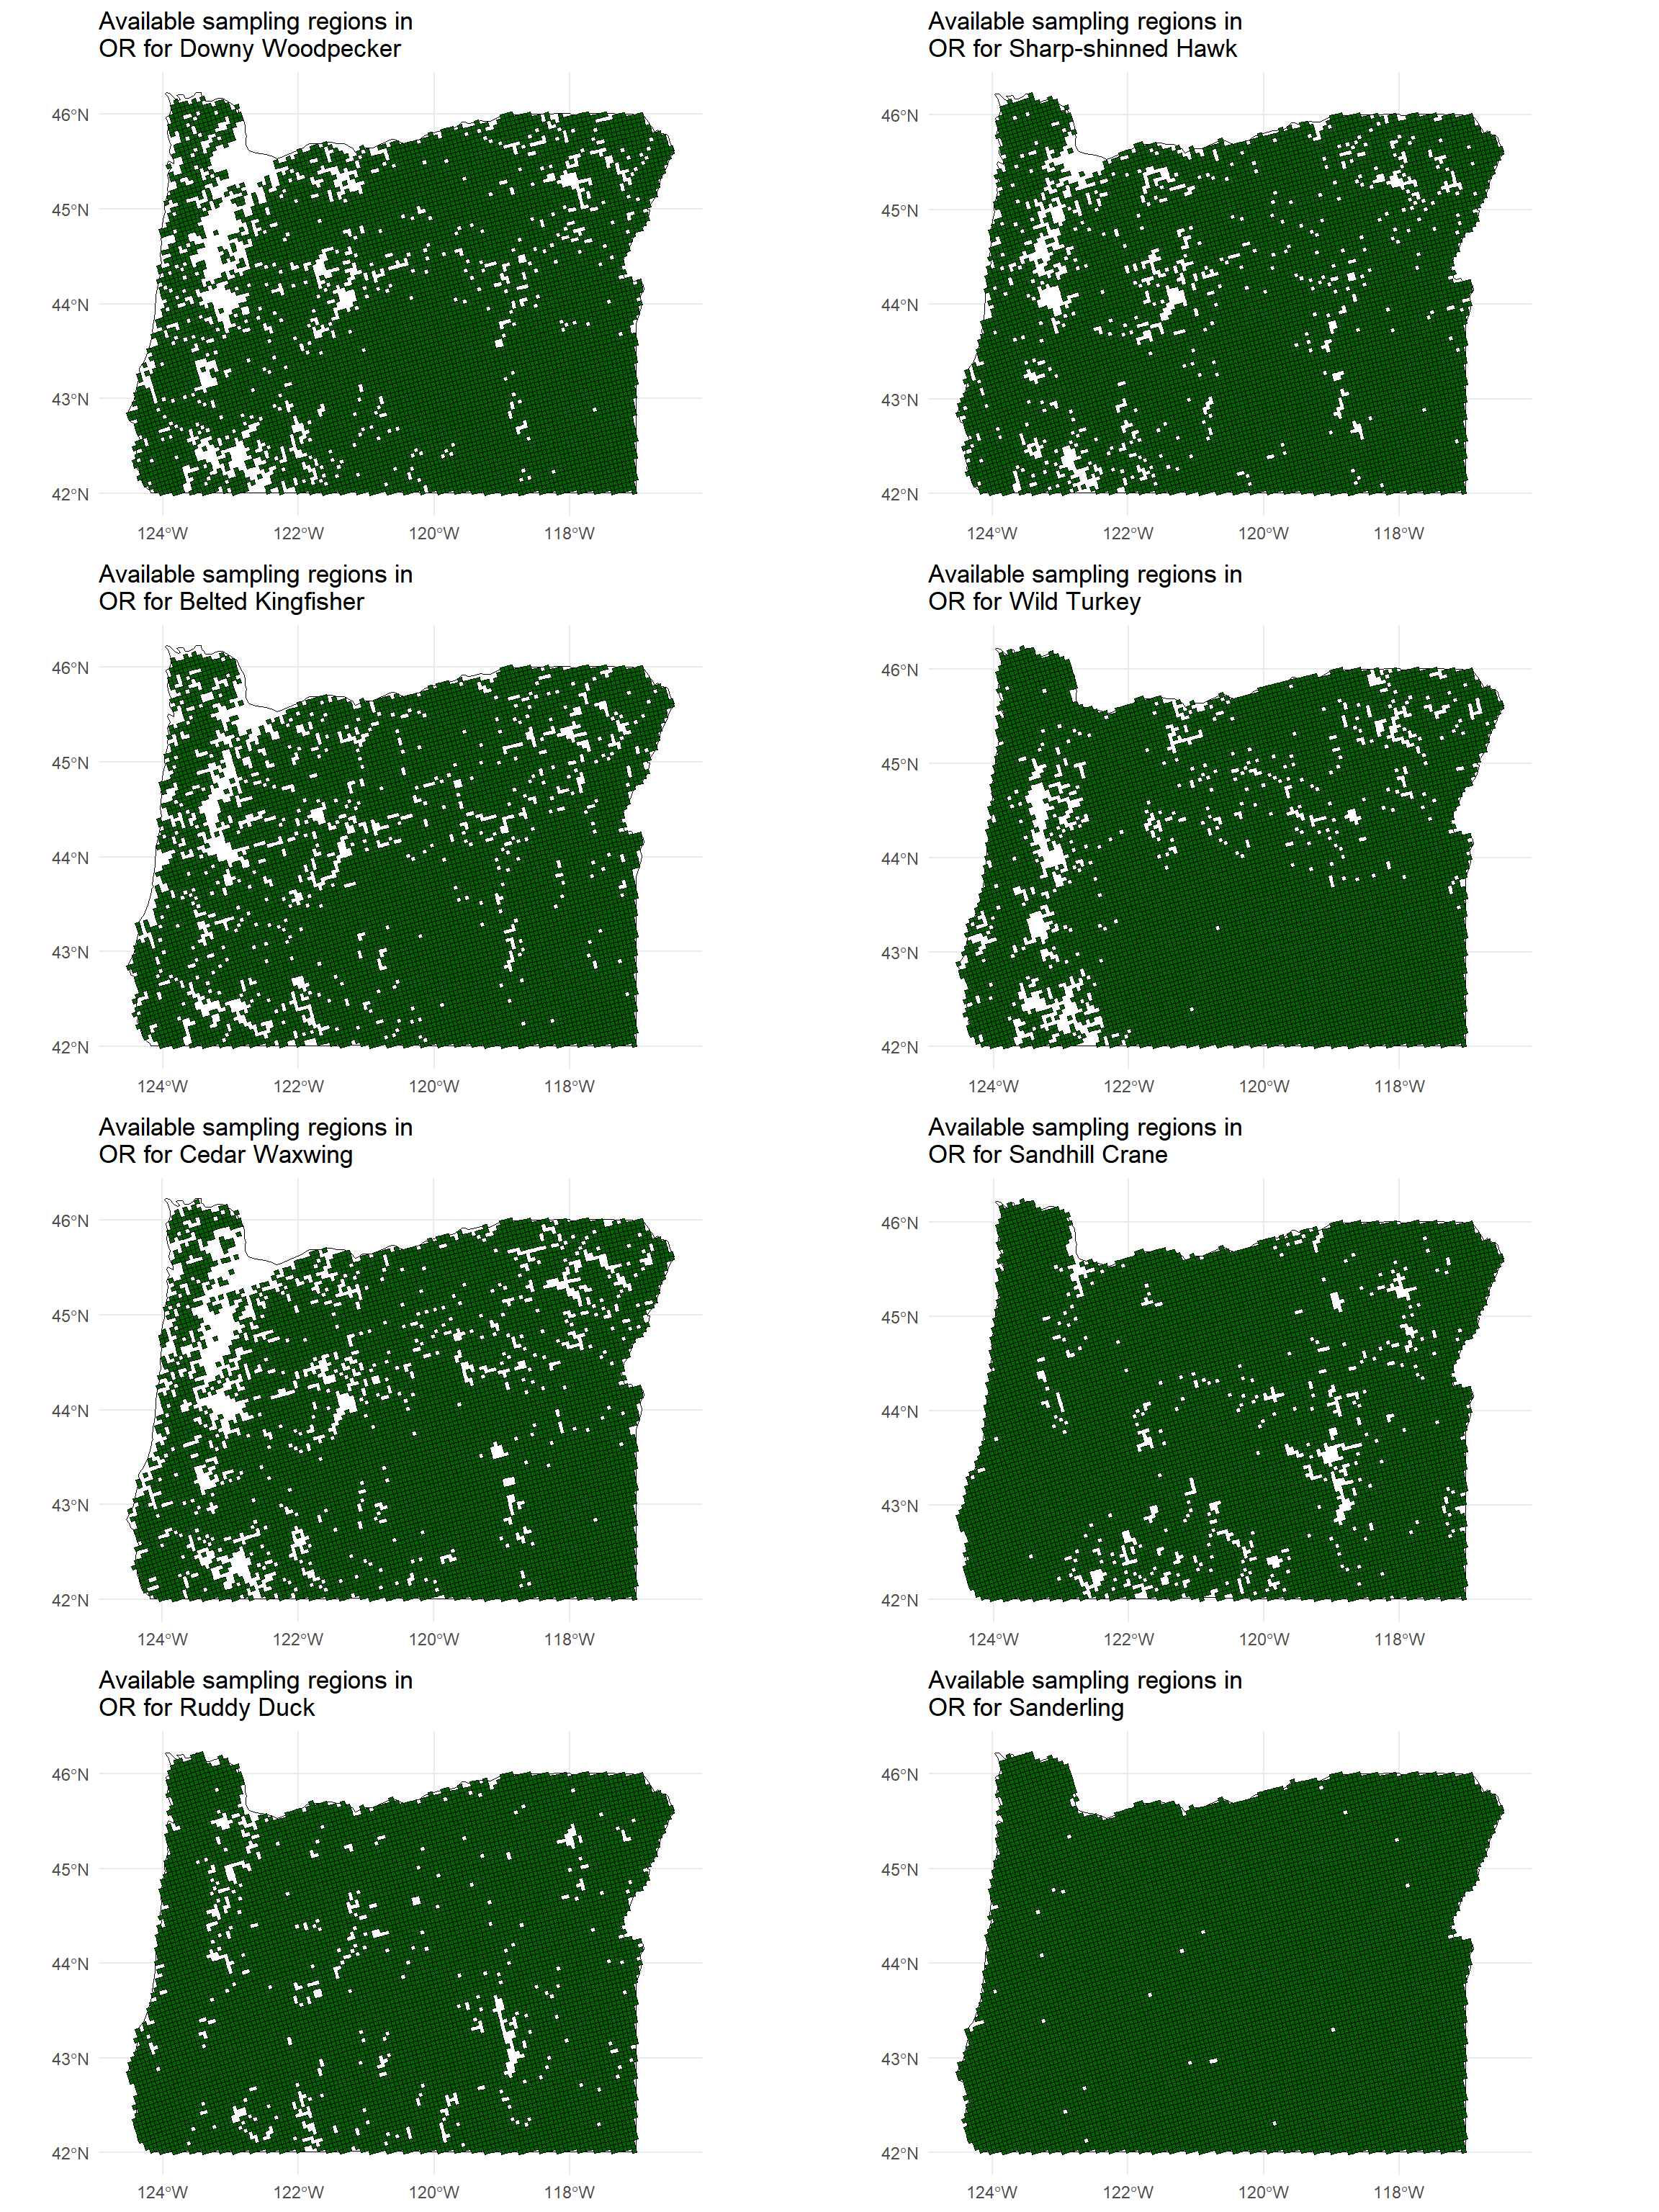 Available sampling regions in
OR for Downy Woodpecker
46°N
45°N
44°N
43°N
42°N
124°W
122°W
120°W
118°W
Available sampling regions in
OR for Sharp-shinned Hawk
46°N
45°N
44°N
43°N
42°N
124°W
122°W
120°W
118°W
Available sampling regions in
OR for Belted Kingfisher
46°N
45°N
44°N
43°N
42°N
124°W
122°W
120°W
118°W
Available sampling regions in
OR for Wild Turkey
46°N
45°N
44°N
43°N
42°N
124°W
122°W
120°W
118°W
Available sampling regions in
OR for Cedar Waxwing
46°N
45°N
44°N
43°N
42°N
124°W
122°W
120°W
118°W
Available sampling regions in
OR for Sandhill Crane
46°N
45°N
44°N
43°N
42°N
124°W
122°W
120°W
118°W
Available sampling regions in
OR for Ruddy Duck
46°N
45°N
44°N
43°N
42°N
124°W
122°W
120°W
118°W
Available sampling regions in
OR for Sanderling
46°N
45°N
44°N
43°N
42°N
124°W
122°W
120°W
118°W